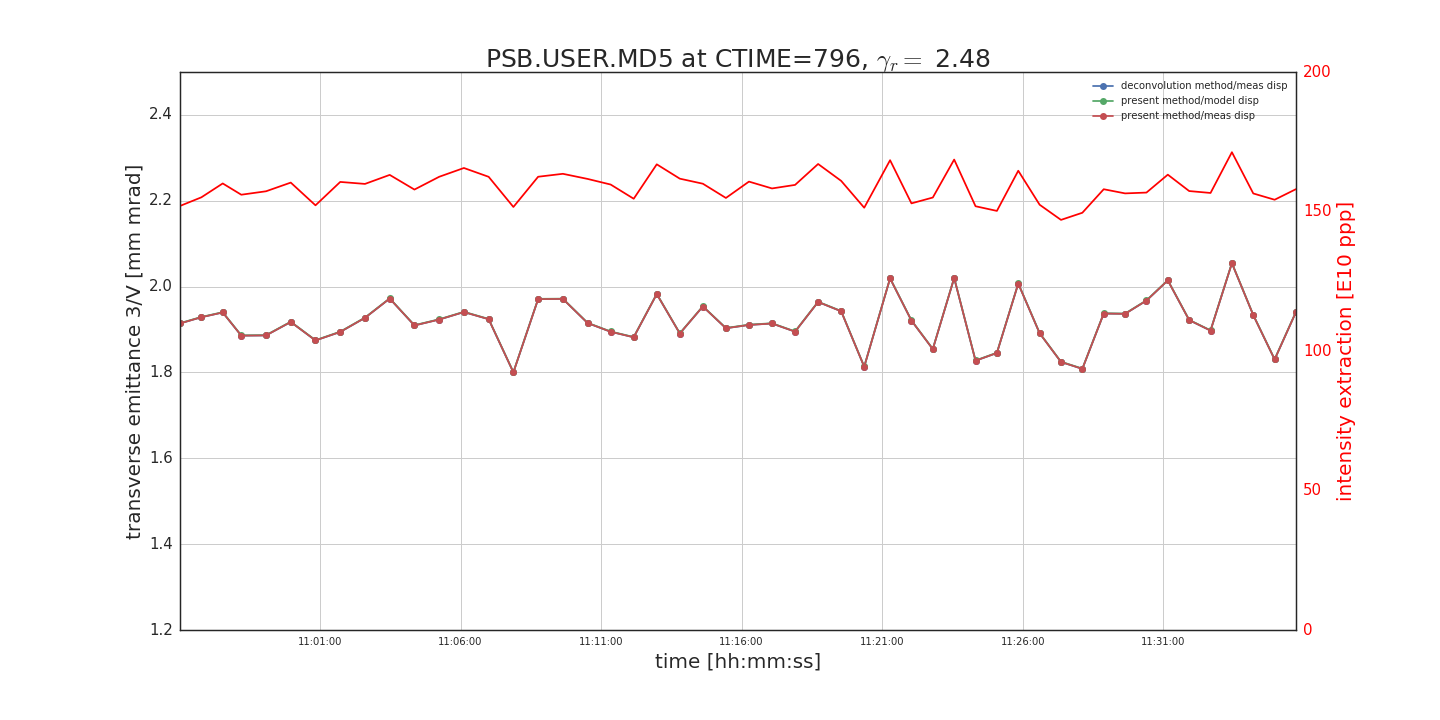 PSB.USER.MD5 at CTIME=796, γr= 2.48
deconvolution method/meas disp
present method/model disp
present method/meas disp
transverse emittance 3/V [mm mrad]
2.4
2.2
2.0
1.8
1.6
1.4
1.2
200
150
100
50
0
intensity extraction [E10 ppp]
11:01:00 11:06:00 11:11:00 11:16:00 11:21:00 11:26:00 11:31:00
time [hh:mm:ss]